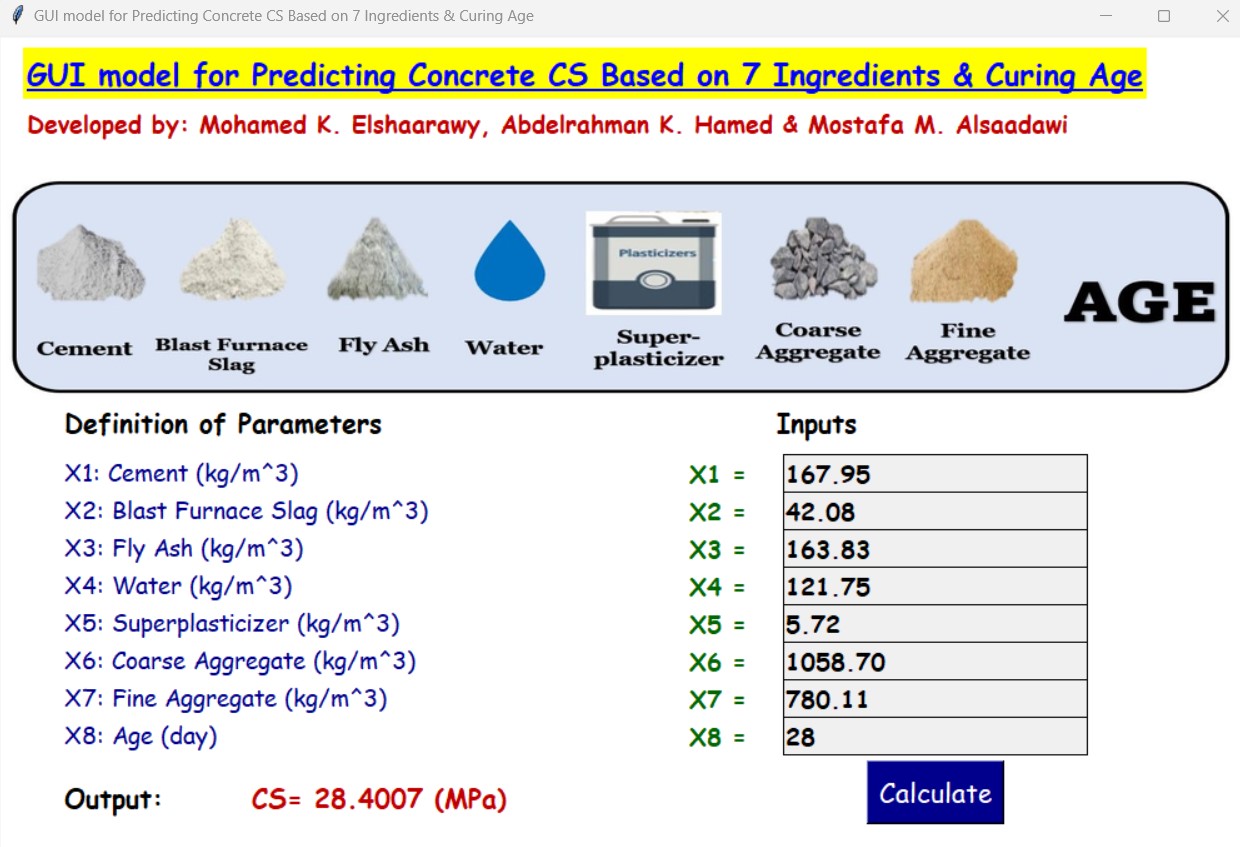 GUI model for Predicting Concrete CS Based on 7 Ingredients & Curing Age
GUI model for Predicting Concrete CS Based on 7 Ingredients & Curing Age
Developed by: Mohamed K. Elshaarawy, Abdelrahman K. Hamed & Mostafa M. Alsaadawi
Plasticizers
Cement
Blast Furnace
Slag
Fly Ash
Water
Super-
plasticizer
Coarse
Aggregate
Fine
Aggregate
AGE
Definition of Parameters Inputs
X1: Cement (kg/m^3) X1 = 167.95
X2: Blast Furnace Slag (kg/m^3) X2 = 42.08
X3: Fly Ash (kg/m^3) X3 = 163.83
X4: Water (kg/m^3) X4 = 121.75
X5: Superplasticizer (kg/m^3) X5 = 5.72
X6: Coarse Aggregate (kg/m^3) X6 = 1058.70
X7: Fine Aggregate (kg/m^3) X7 = 780.11
X8: Age (day) X8 = 28
Output: CS= 28.4007 (MPa) Calculate